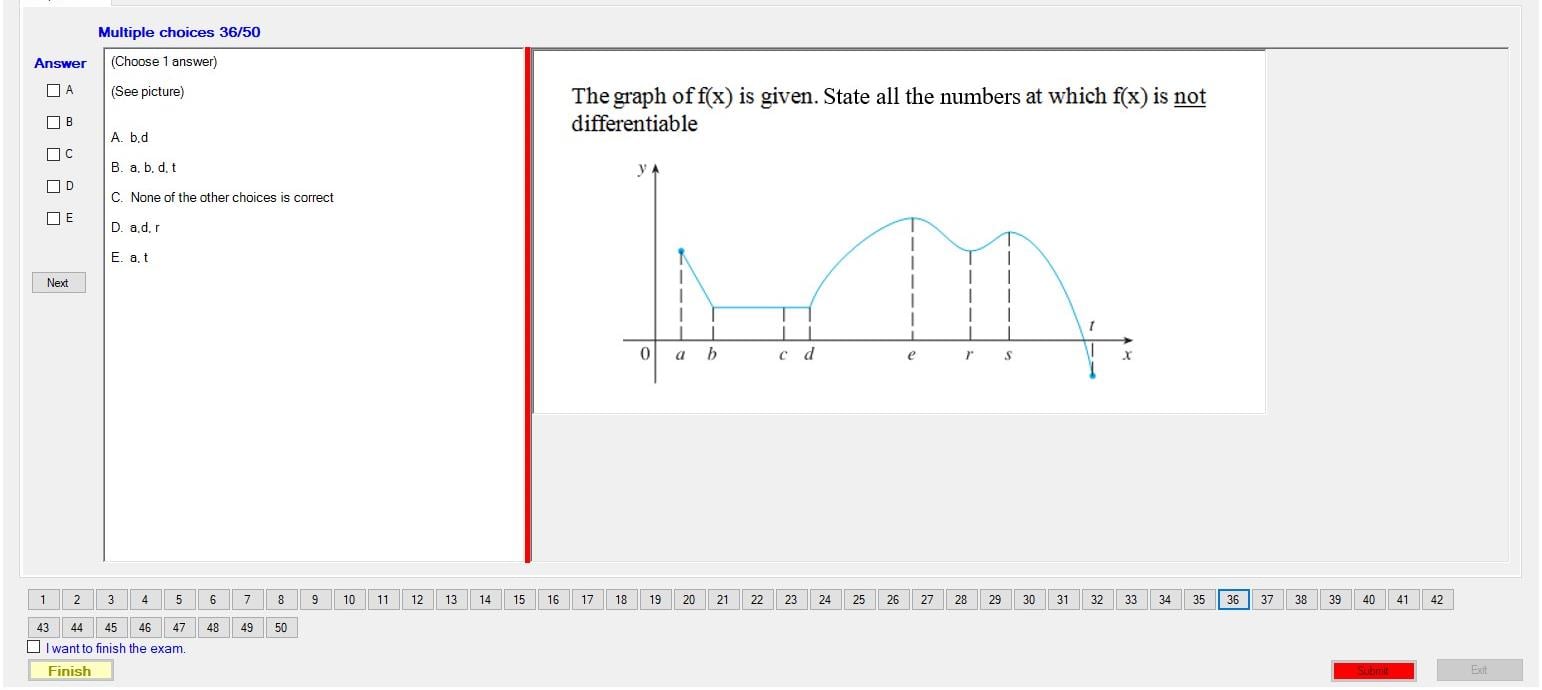 Multiple choices 36/50
Answer
A
B
C
D
E
Next
(Choose 1 answer)
(See picture)
A. b,d
B. a, b, d, t
C. None of the other choices is correct
D. a,d, r
E. a, t
The graph of f(x) is given. State all the numbers at which f(x) is not
differentiable
y
t
0 a b c d e r s x
1 2 3 4 5 6 7 8 9 10 11 12 13 14 15 16 17 18 19 20 21 22 23 24 25 26 27 28 29 30 31 32 33 34 35 36 37 38 39 40 41 42
43 44 45 46 47 48 49 50
I want to finish the exam.
Finish
Submit
Exit